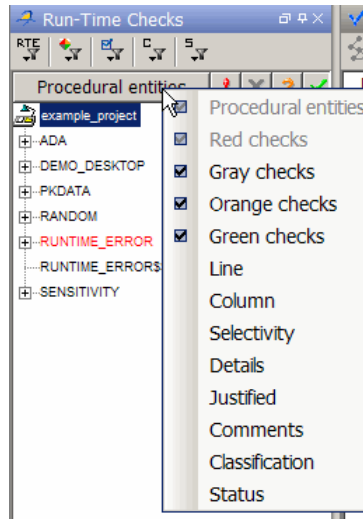 Run-Time Checks
RTE
C
5
Procedural entities
example_project
ADA
DEMO_DESKTOP
PKDATA
RANDOM
RUNTIME_ERROR
RUNTIME_ERROR$
SENSITIVITY
Procedural entities
Red checks
Gray checks
Orange checks
Green checks
Line
Column
Selectivity
Details
Justified
Comments
Classification
Status